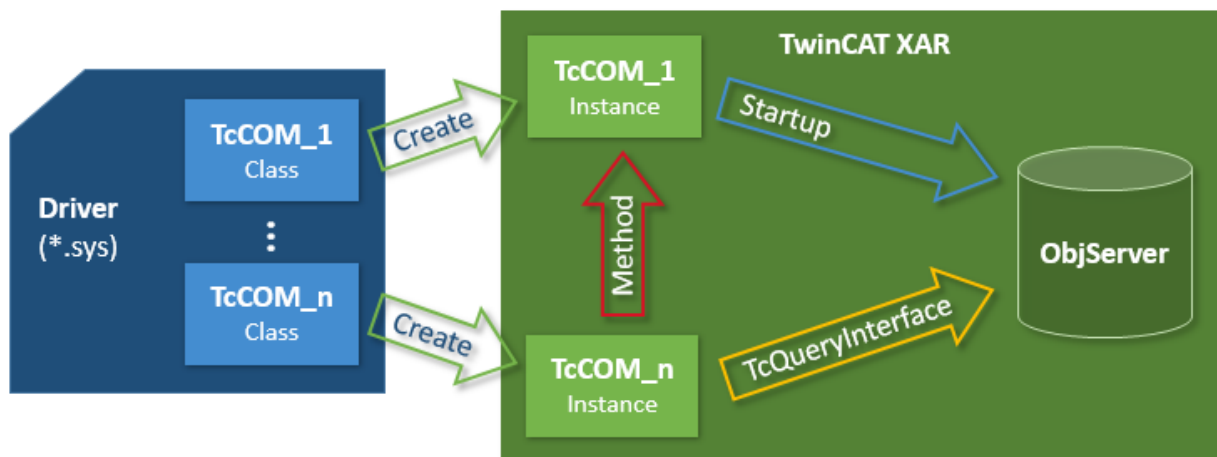 Driver
(*.sys)
TcCOM_1
Class
⋮
TcCOM_n
Class
Create
Create
TwinCAT XAR
TcCOM_1
Instance
Method
TcCOM_n
Instance
Startup
TcQueryInterface
ObjServer